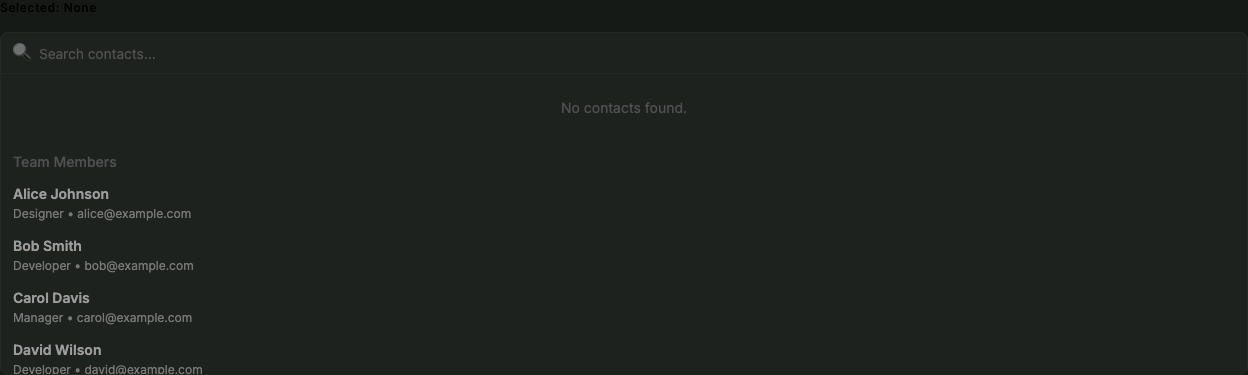 Selected: None
Search contacts...
No contacts found.
Team Members
Alice Johnson
Designer • alice@example.com
Bob Smith
Developer • bob@example.com
Carol Davis
Manager • carol@example.com
David Wilson
Developer • david@example.com